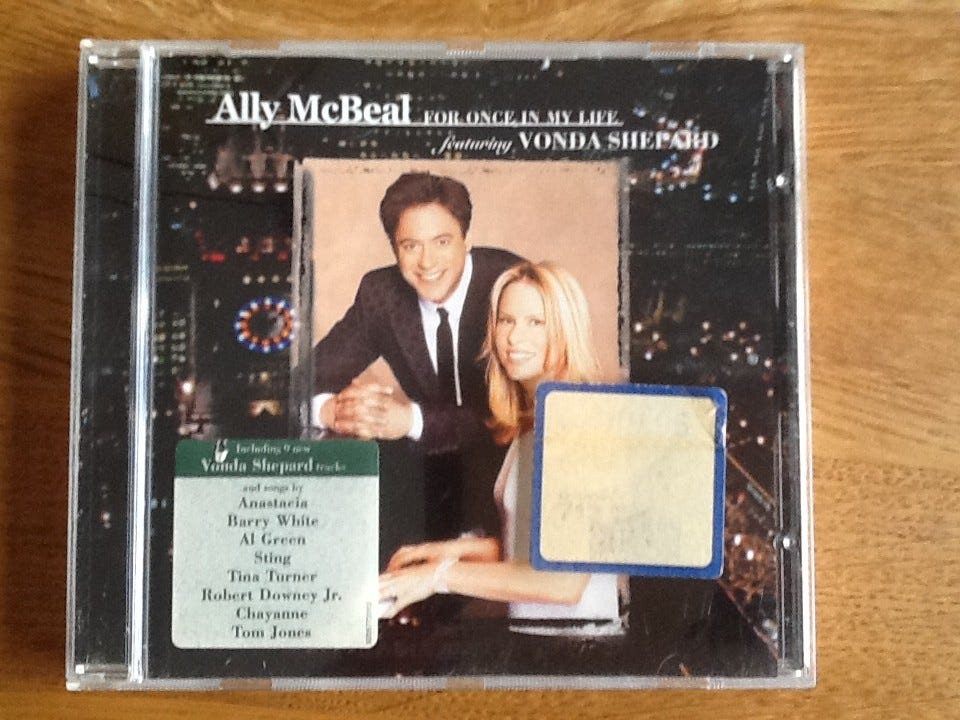 Ally McBeal FOR ONCE IN MY LIFE
featuring VONDA SHEPARD
Including 9 new
Vonda Shepard tracks
and songs by
Anastacia
Barry White
Al Green
Sting
Tina Turner
Robert Downey Jr.
Chayanne
Tom Jones